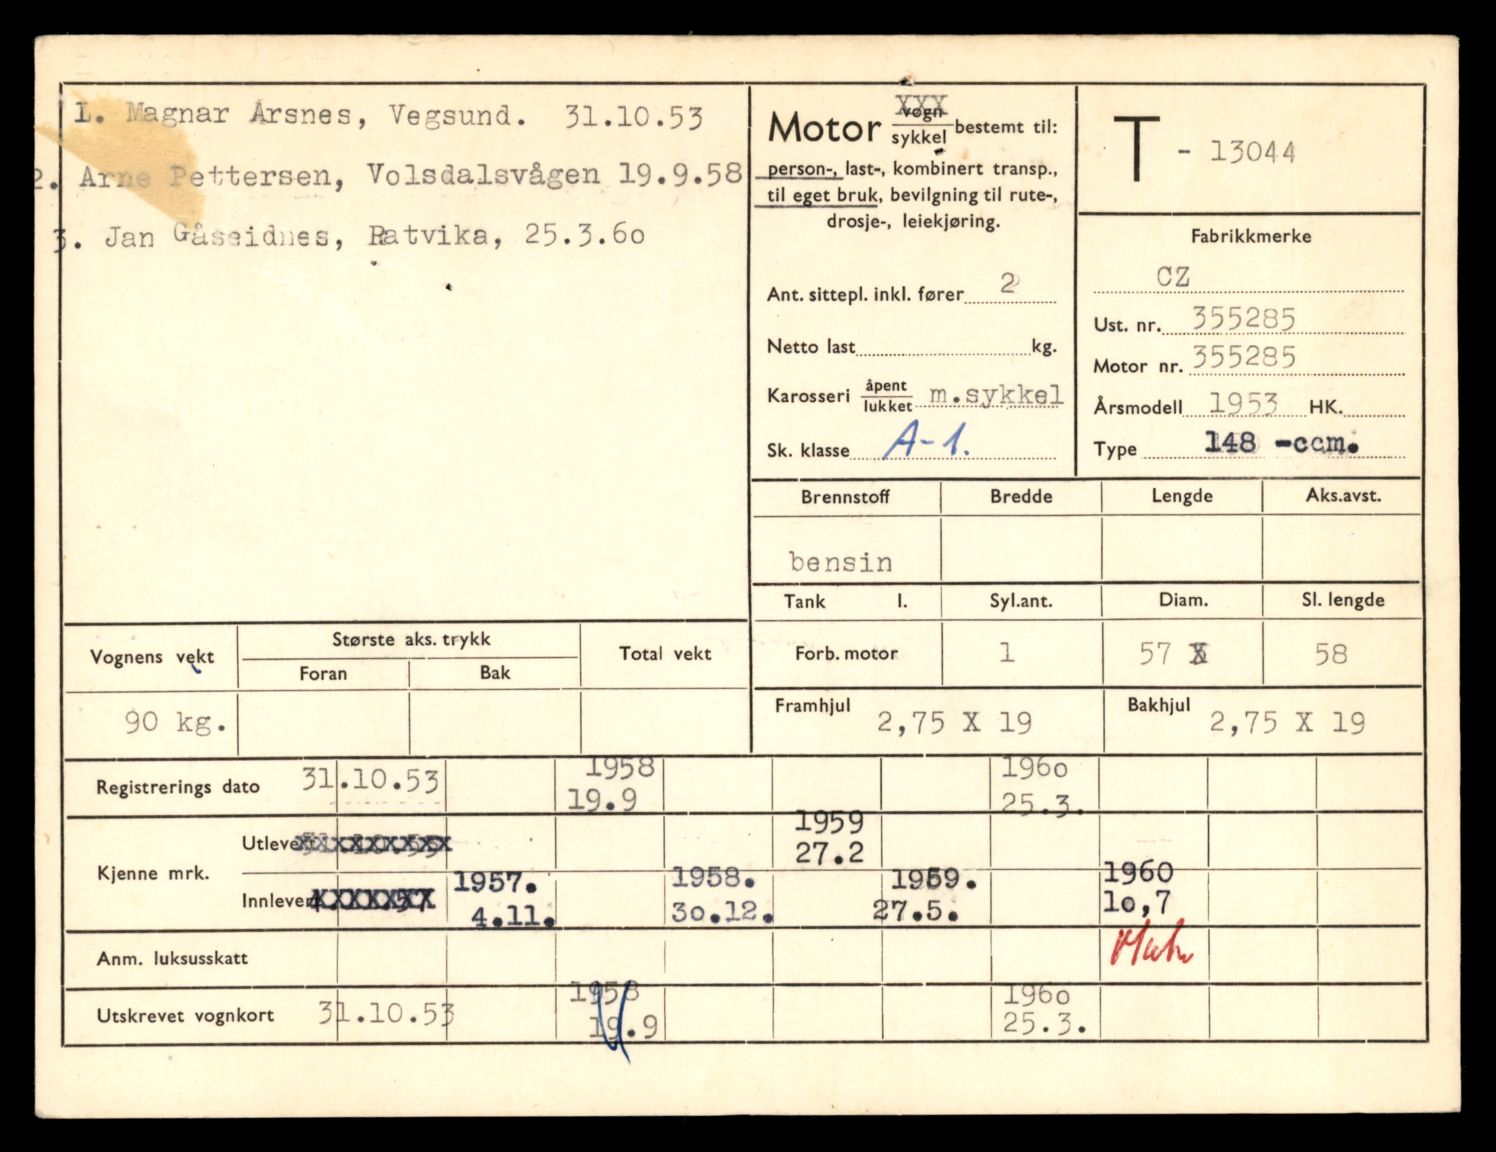 1. Magnar Årsnes, Vegsund. 31.10.53
2. Arne Pettersen, Volsdalsvågen 19.9.58
3. Jan Gåseidnes, Ratvika, 25.3.6o
Motor vogn
sykkel bestemt til:
person-, last-, kombinert transp.,
til eget bruk, bevilgning til rute-,
drosje-, leiekjøring.
Ant. sittepl. inkl. fører 2
Netto last kg.
Karosseri åpent
lukket m.sykkel
Sk. klasse A-1.
T - 13044
Fabrikkmerke
CZ
Ust. nr. 355285
Motor nr. 355285
Årsmodell 1953 HK.
Type 148 -ccm.
Brennstoff Bredde Lengde Aks.avst.
bensin
Tank l. Syl.ant. Diam. Sl. lengde
Forb. motor 1 57 X 58
Framhjul 2,75 X 19 Bakhjul 2,75 X 19
Vognens vekt Største aks. trykk Total vekt
Foran Bak
90 kg.
Registrerings dato 31.10.53 1958 196o
19.9 25.3.
Kjenne mrk.
Utlevert 1959
27.2
Innlevert 1957. 1958. 1959. 1960
4.11. 3o.12. 27.5. 1o,7
Anm. luksusskatt
Utskrevet vognkort 31.10.53 1958 196o
19.9 25.3.